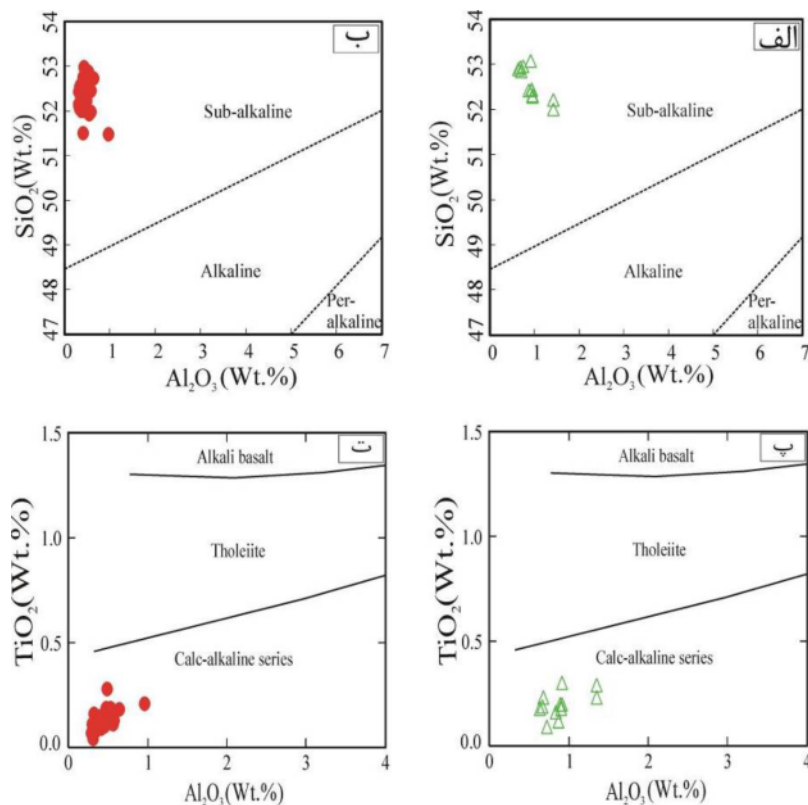 ب
SiO₂(Wt.%)
54
53
52
51
50
49
48
47
Sub-alkaline
Alkaline
Per-
alkaline
0 1 2 3 4 5 6 7
Al₂O₃(Wt.%)
الف
SiO₂(Wt.%)
54
53
52
51
50
49
48
47
Sub-alkaline
Alkaline
Per-
alkaline
0 1 2 3 4 5 6 7
Al₂O₃(Wt.%)
ت
TiO₂(Wt.%)
1.5
1.0
0.5
0.0
Alkali basalt
Tholeiite
Calc-alkaline series
0 1 2 3 4
Al₂O₃(Wt.%)
پ
TiO₂(Wt.%)
1.5
1.0
0.5
0.0
Alkali basalt
Tholeiite
Calc-alkaline series
0 1 2 3 4
Al₂O₃(Wt.%)